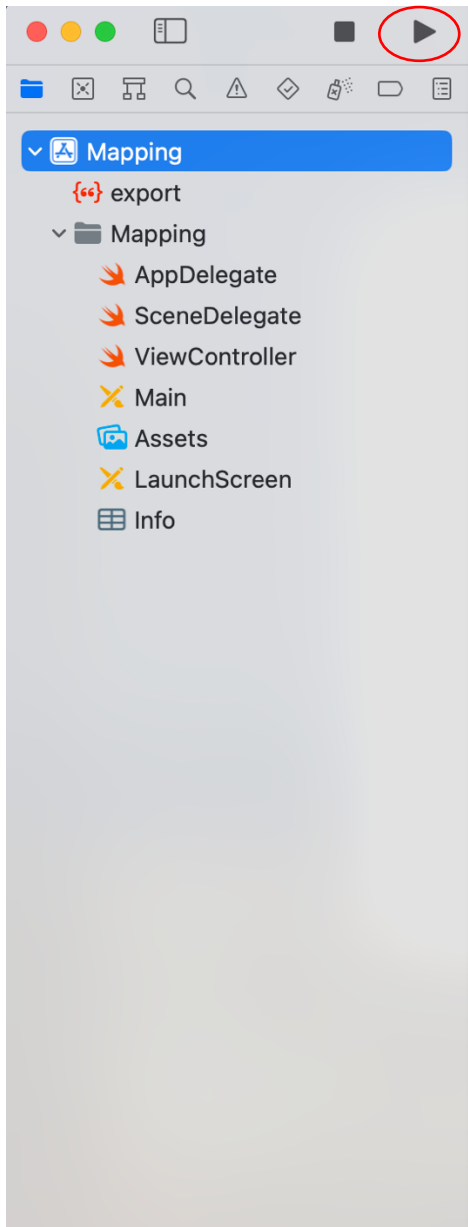 Mapping
export
Mapping
AppDelegate
SceneDelegate
ViewController
Main
Assets
LaunchScreen
Info